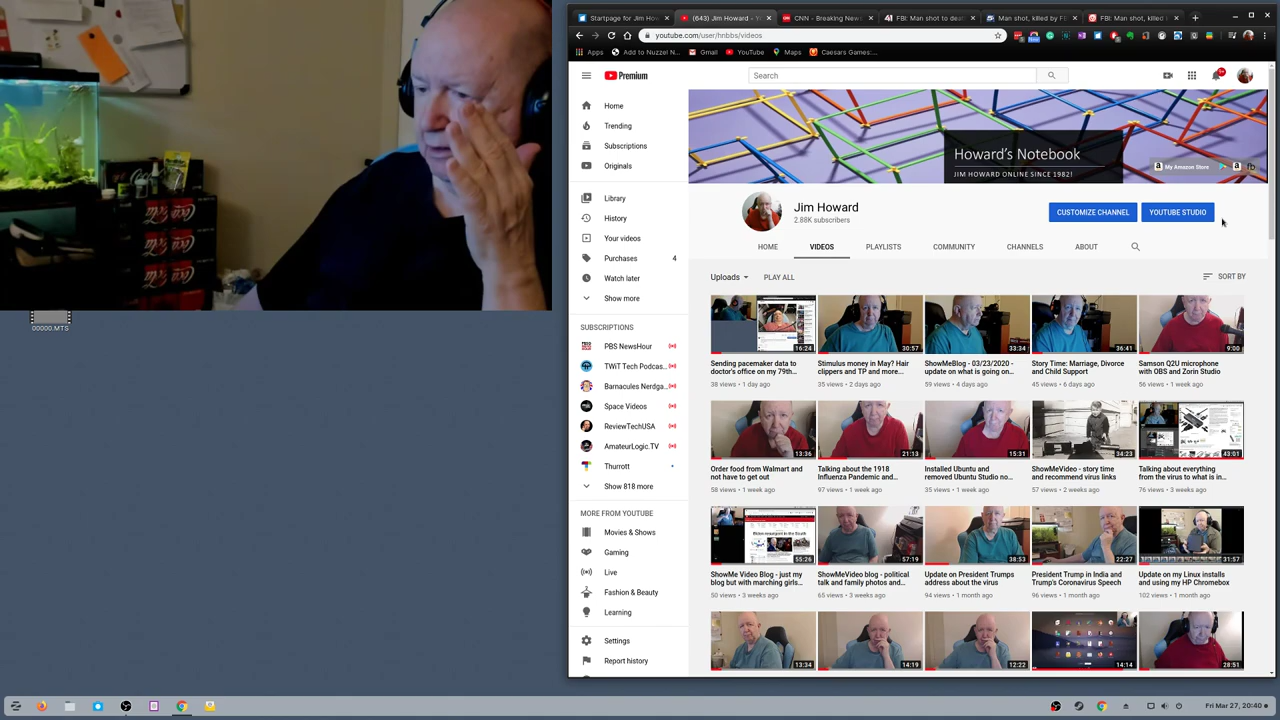 Startpage for Jim Ho
(643) Jim Howard - Y
CNN - Breaking New
FBI: Man shot to dea
Man shot, killed by F
FBI: Man shot, killed
youtube.com/user/hnbbs/videos
Apps
Add to Nuzzel N...
Gmail
YouTube
Maps
Caesars Games:...
Premium
Search
9+
Home
Trending
Subscriptions
Originals
Library
History
Your videos
Purchases 4
Watch later
Show more
SUBSCRIPTIONS
PBS NewsHour
TWiT Tech Podcas...
Barnacules Nerdga...
Space Videos
ReviewTechUSA
AmateurLogic.TV
Thurrott
Show 818 more
MORE FROM YOUTUBE
Movies & Shows
Gaming
Live
Fashion & Beauty
Learning
Settings
Report history
Howard's Notebook
JIM HOWARD ONLINE SINCE 1982!
My Amazon Store
Jim Howard
2.88K subscribers
CUSTOMIZE CHANNEL
YOUTUBE STUDIO
HOME VIDEOS PLAYLISTS COMMUNITY CHANNELS ABOUT
Uploads PLAY ALL SORT BY
16:24
Sending pacemaker data to
doctor's office on my 79th...
38 views • 1 day ago
30:57
Stimulus money in May? Hair
clippers and TP and more...
35 views • 2 days ago
33:34
ShowMeBlog - 03/23/2020 -
update on what is going on...
59 views • 4 days ago
36:41
Story Time: Marriage, Divorce
and Child Support
45 views • 6 days ago
9:00
Samson Q2U microphone
with OBS and Zorin Studio
56 views • 1 week ago
13:36
Order food from Walmart and
not have to get out
58 views • 1 week ago
21:13
Talking about the 1918
Influenza Pandemic and...
97 views • 1 week ago
15:31
Installed Ubuntu and
removed Ubuntu Studio no...
35 views • 1 week ago
34:23
ShowMeVideo - story time
and recommend virus links
57 views • 2 weeks ago
43:01
Talking about everything
from the virus to what is in...
76 views • 3 weeks ago
55:26
ShowMe Video Blog - just my
blog but with marching girls...
50 views • 3 weeks ago
57:19
ShowMeVideo blog - political
talk and family photos and...
65 views • 3 weeks ago
38:53
Update on President Trumps
address about the virus
94 views • 1 month ago
22:27
President Trump in India and
Trump's Coronavirus Speech
96 views • 1 month ago
31:57
Update on my Linux installs
and using my HP Chromebox
102 views • 1 month ago
13:34
14:19
12:22
14:14
28:51
00000.MTS
Fri Mar 27, 20:40